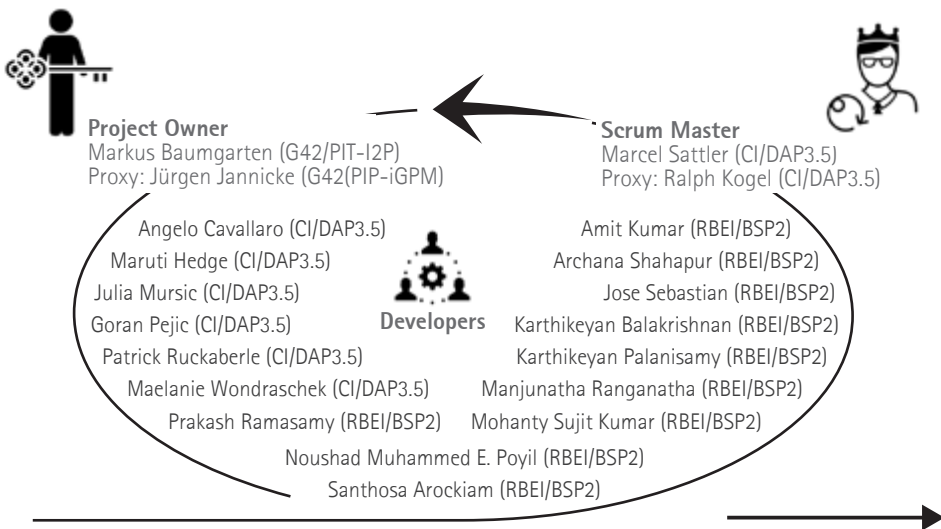 Project Owner
Markus Baumgarten (G42/PIT-I2P)
Proxy: Jürgen Jannicke (G42(PIP-iGPM)
Scrum Master
Marcel Sattler (CI/DAP3.5)
Proxy: Ralph Kogel (CI/DAP3.5)
Angelo Cavallaro (CI/DAP3.5)
Maruti Hedge (CI/DAP3.5)
Julia Mursic (CI/DAP3.5)
Goran Pejic (CI/DAP3.5)
Patrick Ruckaberle (CI/DAP3.5)
Maelanie Wondraschek (CI/DAP3.5)
Prakash Ramasamy (RBEI/BSP2)
Developers
Amit Kumar (RBEI/BSP2)
Archana Shahapur (RBEI/BSP2)
Jose Sebastian (RBEI/BSP2)
Karthikeyan Balakrishnan (RBEI/BSP2)
Karthikeyan Palanisamy (RBEI/BSP2)
Manjunatha Ranganatha (RBEI/BSP2)
Mohanty Sujit Kumar (RBEI/BSP2)
Noushad Muhammed E. Poyil (RBEI/BSP2)
Santhosa Arockiam (RBEI/BSP2)